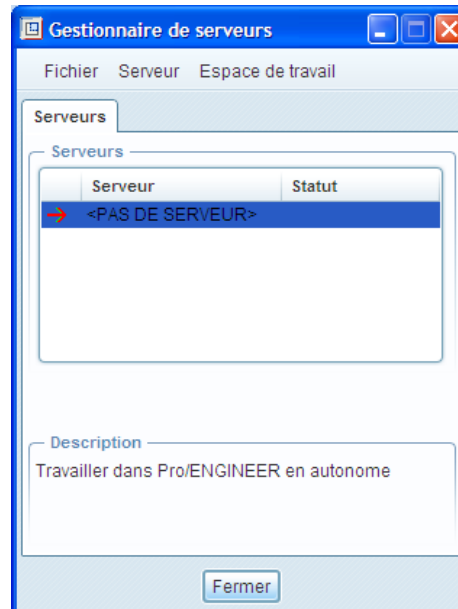 Gestionnaire de serveurs
Fichier Serveur Espace de travail
Serveurs
Serveurs
Serveur Statut
<PAS DE SERVEUR>
Description
Travailler dans Pro/ENGINEER en autonome
Fermer